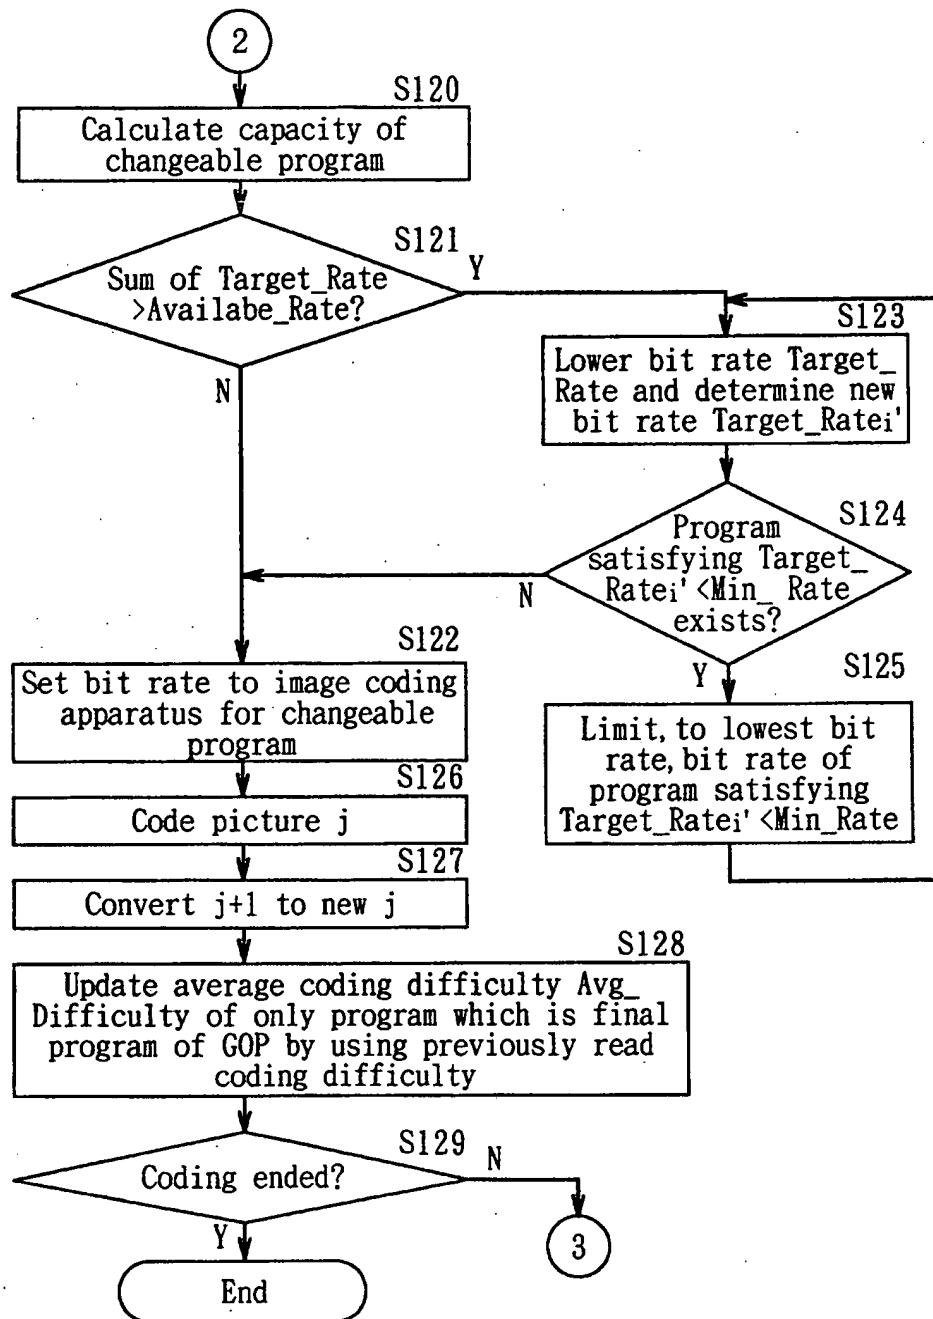 2
S120
Calculate capacity of
changeable program
S121
Sum of Target_Rate
>Availabe_Rate?
Y
N
S123
Lower bit rate Target_
Rate and determine new
bit rate Target_Ratei'
S124
Program
satisfying Target_
Ratei'<Min_ Rate
exists?
N
Y
S122
Set bit rate to image coding
apparatus for changeable
program
S125
Limit, to lowest bit
rate, bit rate of
program satisfying
Target_Ratei'<Min_Rate
S126
Code picture j
S127
Convert j+1 to new j
S128
Update average coding difficulty Avg_
Difficulty of only program which is final
program of GOP by using previously read
coding difficulty
S129
Coding ended?
N
Y
3
End